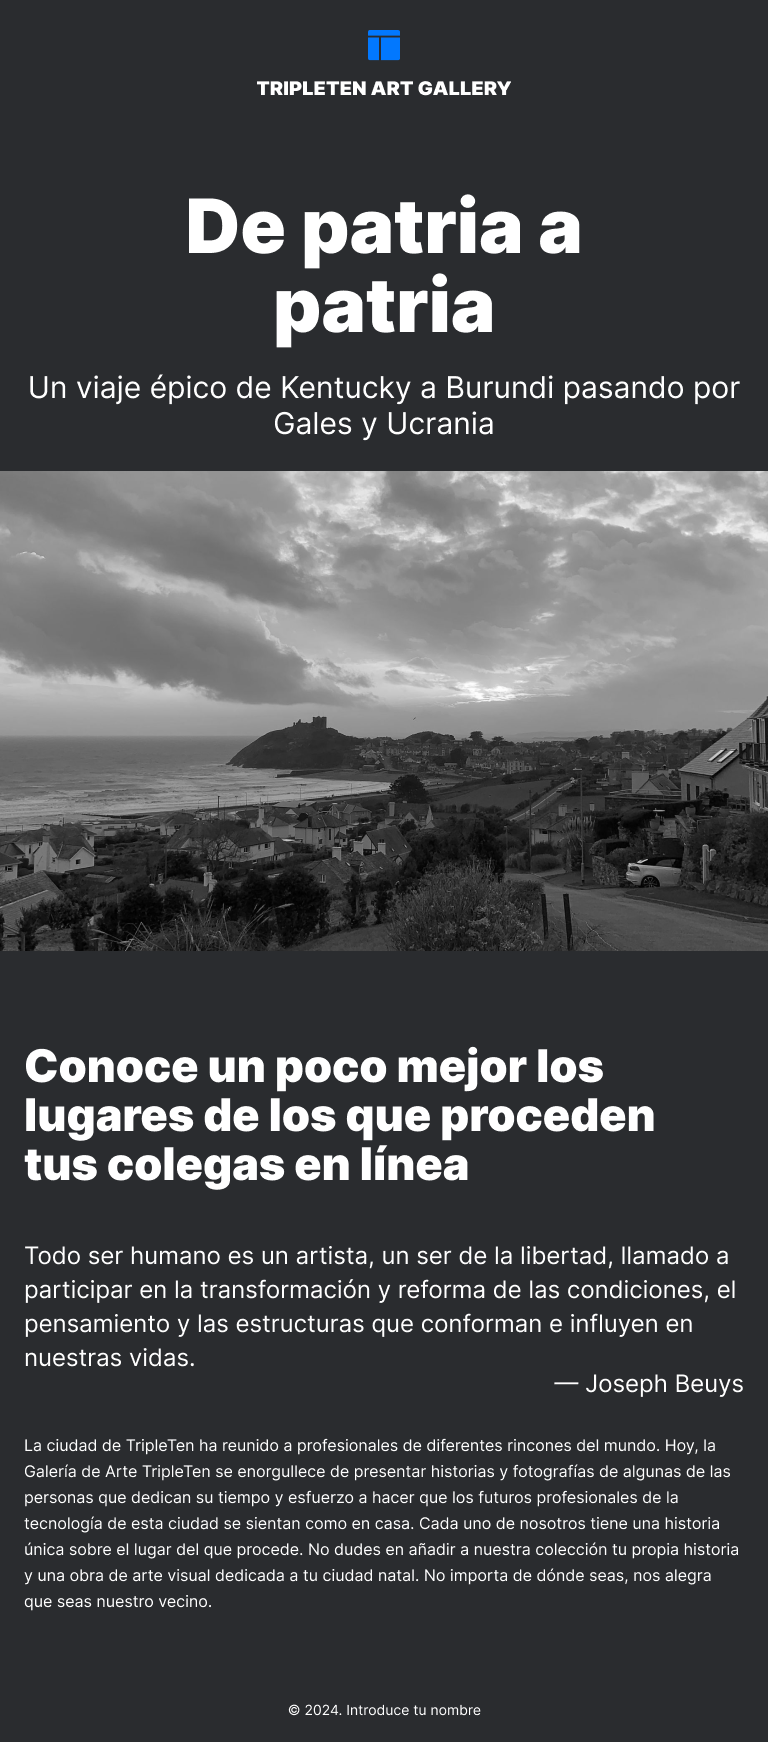 TRIPLETEN ART GALLERY
De patria a
patria
Un viaje épico de Kentucky a Burundi pasando por
Gales y Ucrania
Conoce un poco mejor los
lugares de los que proceden
tus colegas en línea
Todo ser humano es un artista, un ser de la libertad, llamado a
participar en la transformación y reforma de las condiciones, el
pensamiento y las estructuras que conforman e influyen en
nuestras vidas.
— Joseph Beuys
La ciudad de TripleTen ha reunido a profesionales de diferentes rincones del mundo. Hoy, la
Galería de Arte TripleTen se enorgullece de presentar historias y fotografías de algunas de las
personas que dedican su tiempo y esfuerzo a hacer que los futuros profesionales de la
tecnología de esta ciudad se sientan como en casa. Cada uno de nosotros tiene una historia
única sobre el lugar del que procede. No dudes en añadir a nuestra colección tu propia historia
y una obra de arte visual dedicada a tu ciudad natal. No importa de dónde seas, nos alegra
que seas nuestro vecino.
© 2024. Introduce tu nombre